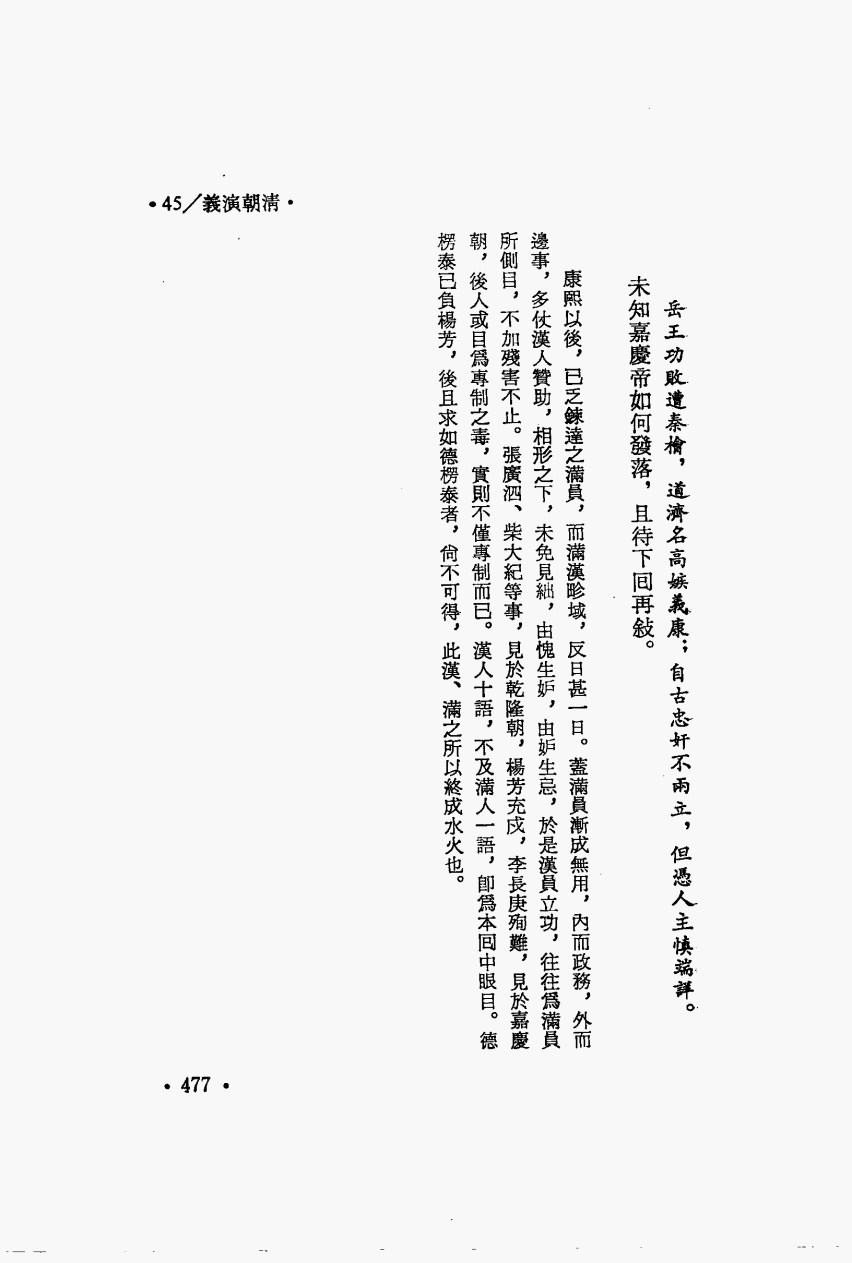 •45／義演朝清•
岳王功敗遭秦檜，道濟名高嫉義康；自古忠奸不兩立，但憑人主慎端詳。
未知嘉慶帝如何發落，且待下回再敍。
康熙以後，已乏鍊達之滿員，而滿漢畛域，反日甚一日。蓋滿員漸成無用，內而政務，外而
邊事，多仗漢人贊助，相形之下，未免見絀，由愧生妒，由妒生忌，於是漢員立功，往往爲滿員
所側目，不加殘害不止。張廣泗、柴大紀等事，見於乾隆朝，楊芳充戍，李長庚殉難，見於嘉慶
朝，後人或目爲專制之毒，實則不僅專制而已。漢人十語，不及滿人一語，卽爲本回中眼目。德
楞泰已負楊芳，後且求如德楞泰者，尙不可得，此漢、滿之所以終成水火也。
•477•